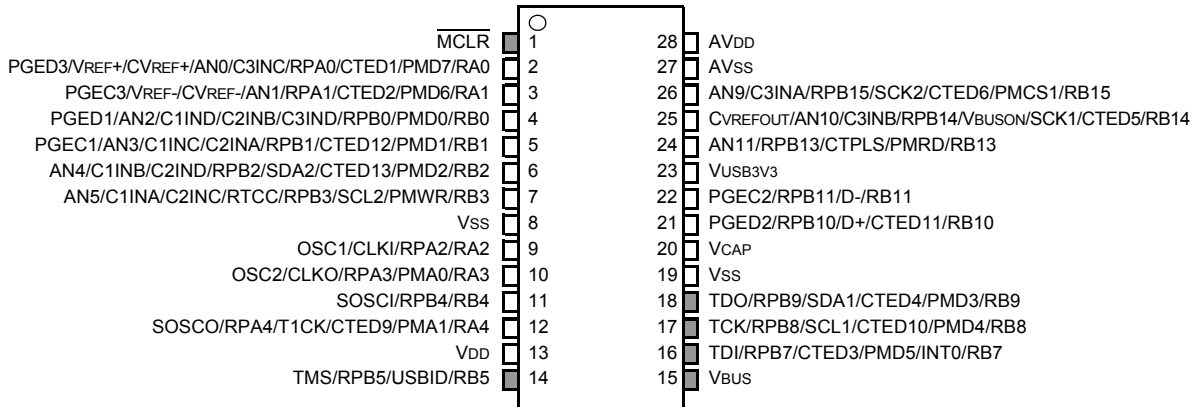 MCLR 1 28 AVDD
PGED3/VREF+/CVREF+/AN0/C3INC/RPA0/CTED1/PMD7/RA0 2 27 AVSS
PGEC3/VREF-/CVREF-/AN1/RPA1/CTED2/PMD6/RA1 3 26 AN9/C3INA/RPB15/SCK2/CTED6/PMCS1/RB15
PGED1/AN2/C1IND/C2INB/C3IND/RPB0/PMD0/RB0 4 25 CVREFOUT/AN10/C3INB/RPB14/VBUSON/SCK1/CTED5/RB14
PGEC1/AN3/C1INC/C2INA/RPB1/CTED12/PMD1/RB1 5 24 AN11/RPB13/CTPLS/PMRD/RB13
AN4/C1INB/C2IND/RPB2/SDA2/CTED13/PMD2/RB2 6 23 VUSB3V3
AN5/C1INA/C2INC/RTCC/RPB3/SCL2/PMWR/RB3 7 22 PGEC2/RPB11/D-/RB11
VSS 8 21 PGED2/RPB10/D+/CTED11/RB10
OSC1/CLKI/RPA2/RA2 9 20 VCAP
OSC2/CLKO/RPA3/PMA0/RA3 10 19 VSS
SOSCI/RPB4/RB4 11 18 TDO/RPB9/SDA1/CTED4/PMD3/RB9
SOSCO/RPA4/T1CK/CTED9/PMA1/RA4 12 17 TCK/RPB8/SCL1/CTED10/PMD4/RB8
VDD 13 16 TDI/RPB7/CTED3/PMD5/INT0/RB7
TMS/RPB5/USBID/RB5 14 15 VBUS